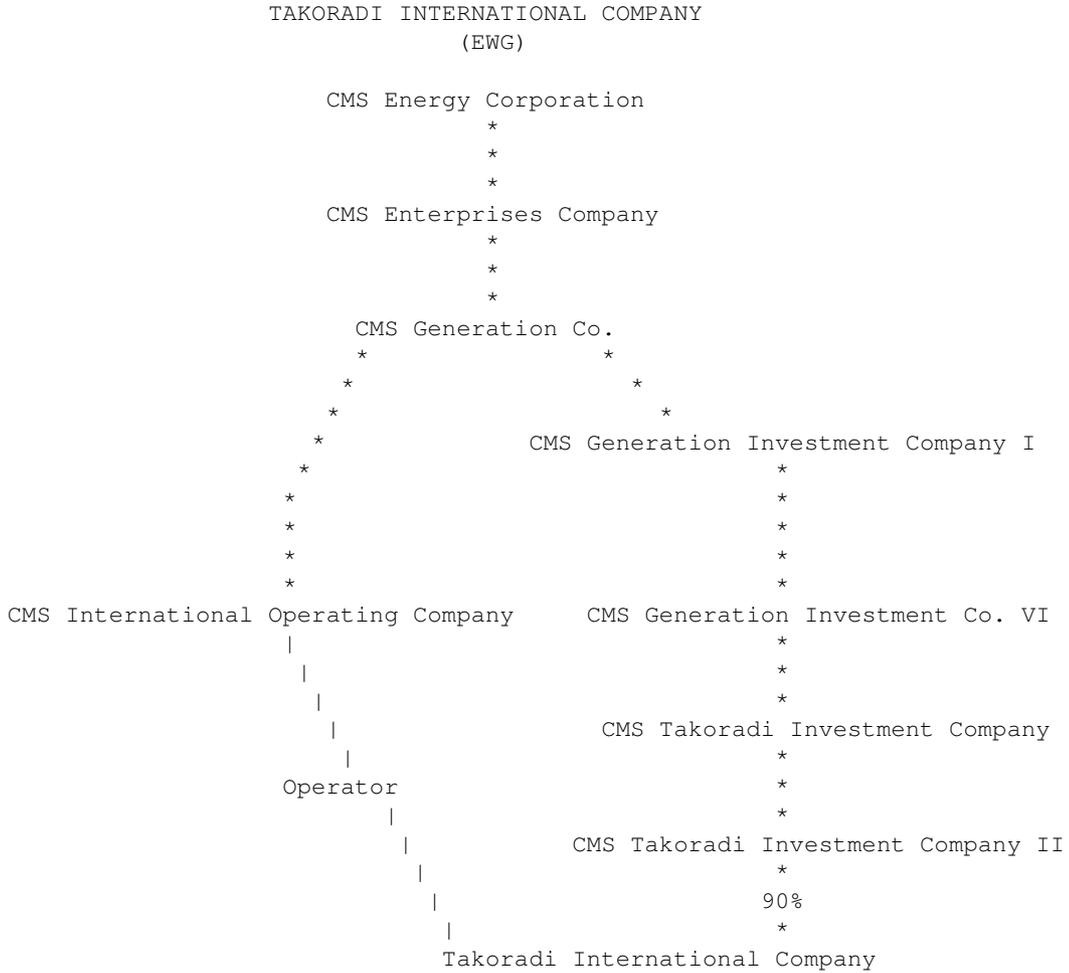 TAKORADI INTERNATIONAL COMPANY
(EWG)
CMS Energy Corporation
*
*
*
CMS Enterprises Company
*
*
*
CMS Generation Co.
* *
* *
* *
* CMS Generation Investment Company I
* *
* *
* *
* *
* *
CMS International Operating Company CMS Generation Investment Co. VI
| *
| *
| *
| CMS Takoradi Investment Company
| *
Operator *
| *
| CMS Takoradi Investment Company II
| *
| 90%
| *
Takoradi International Company